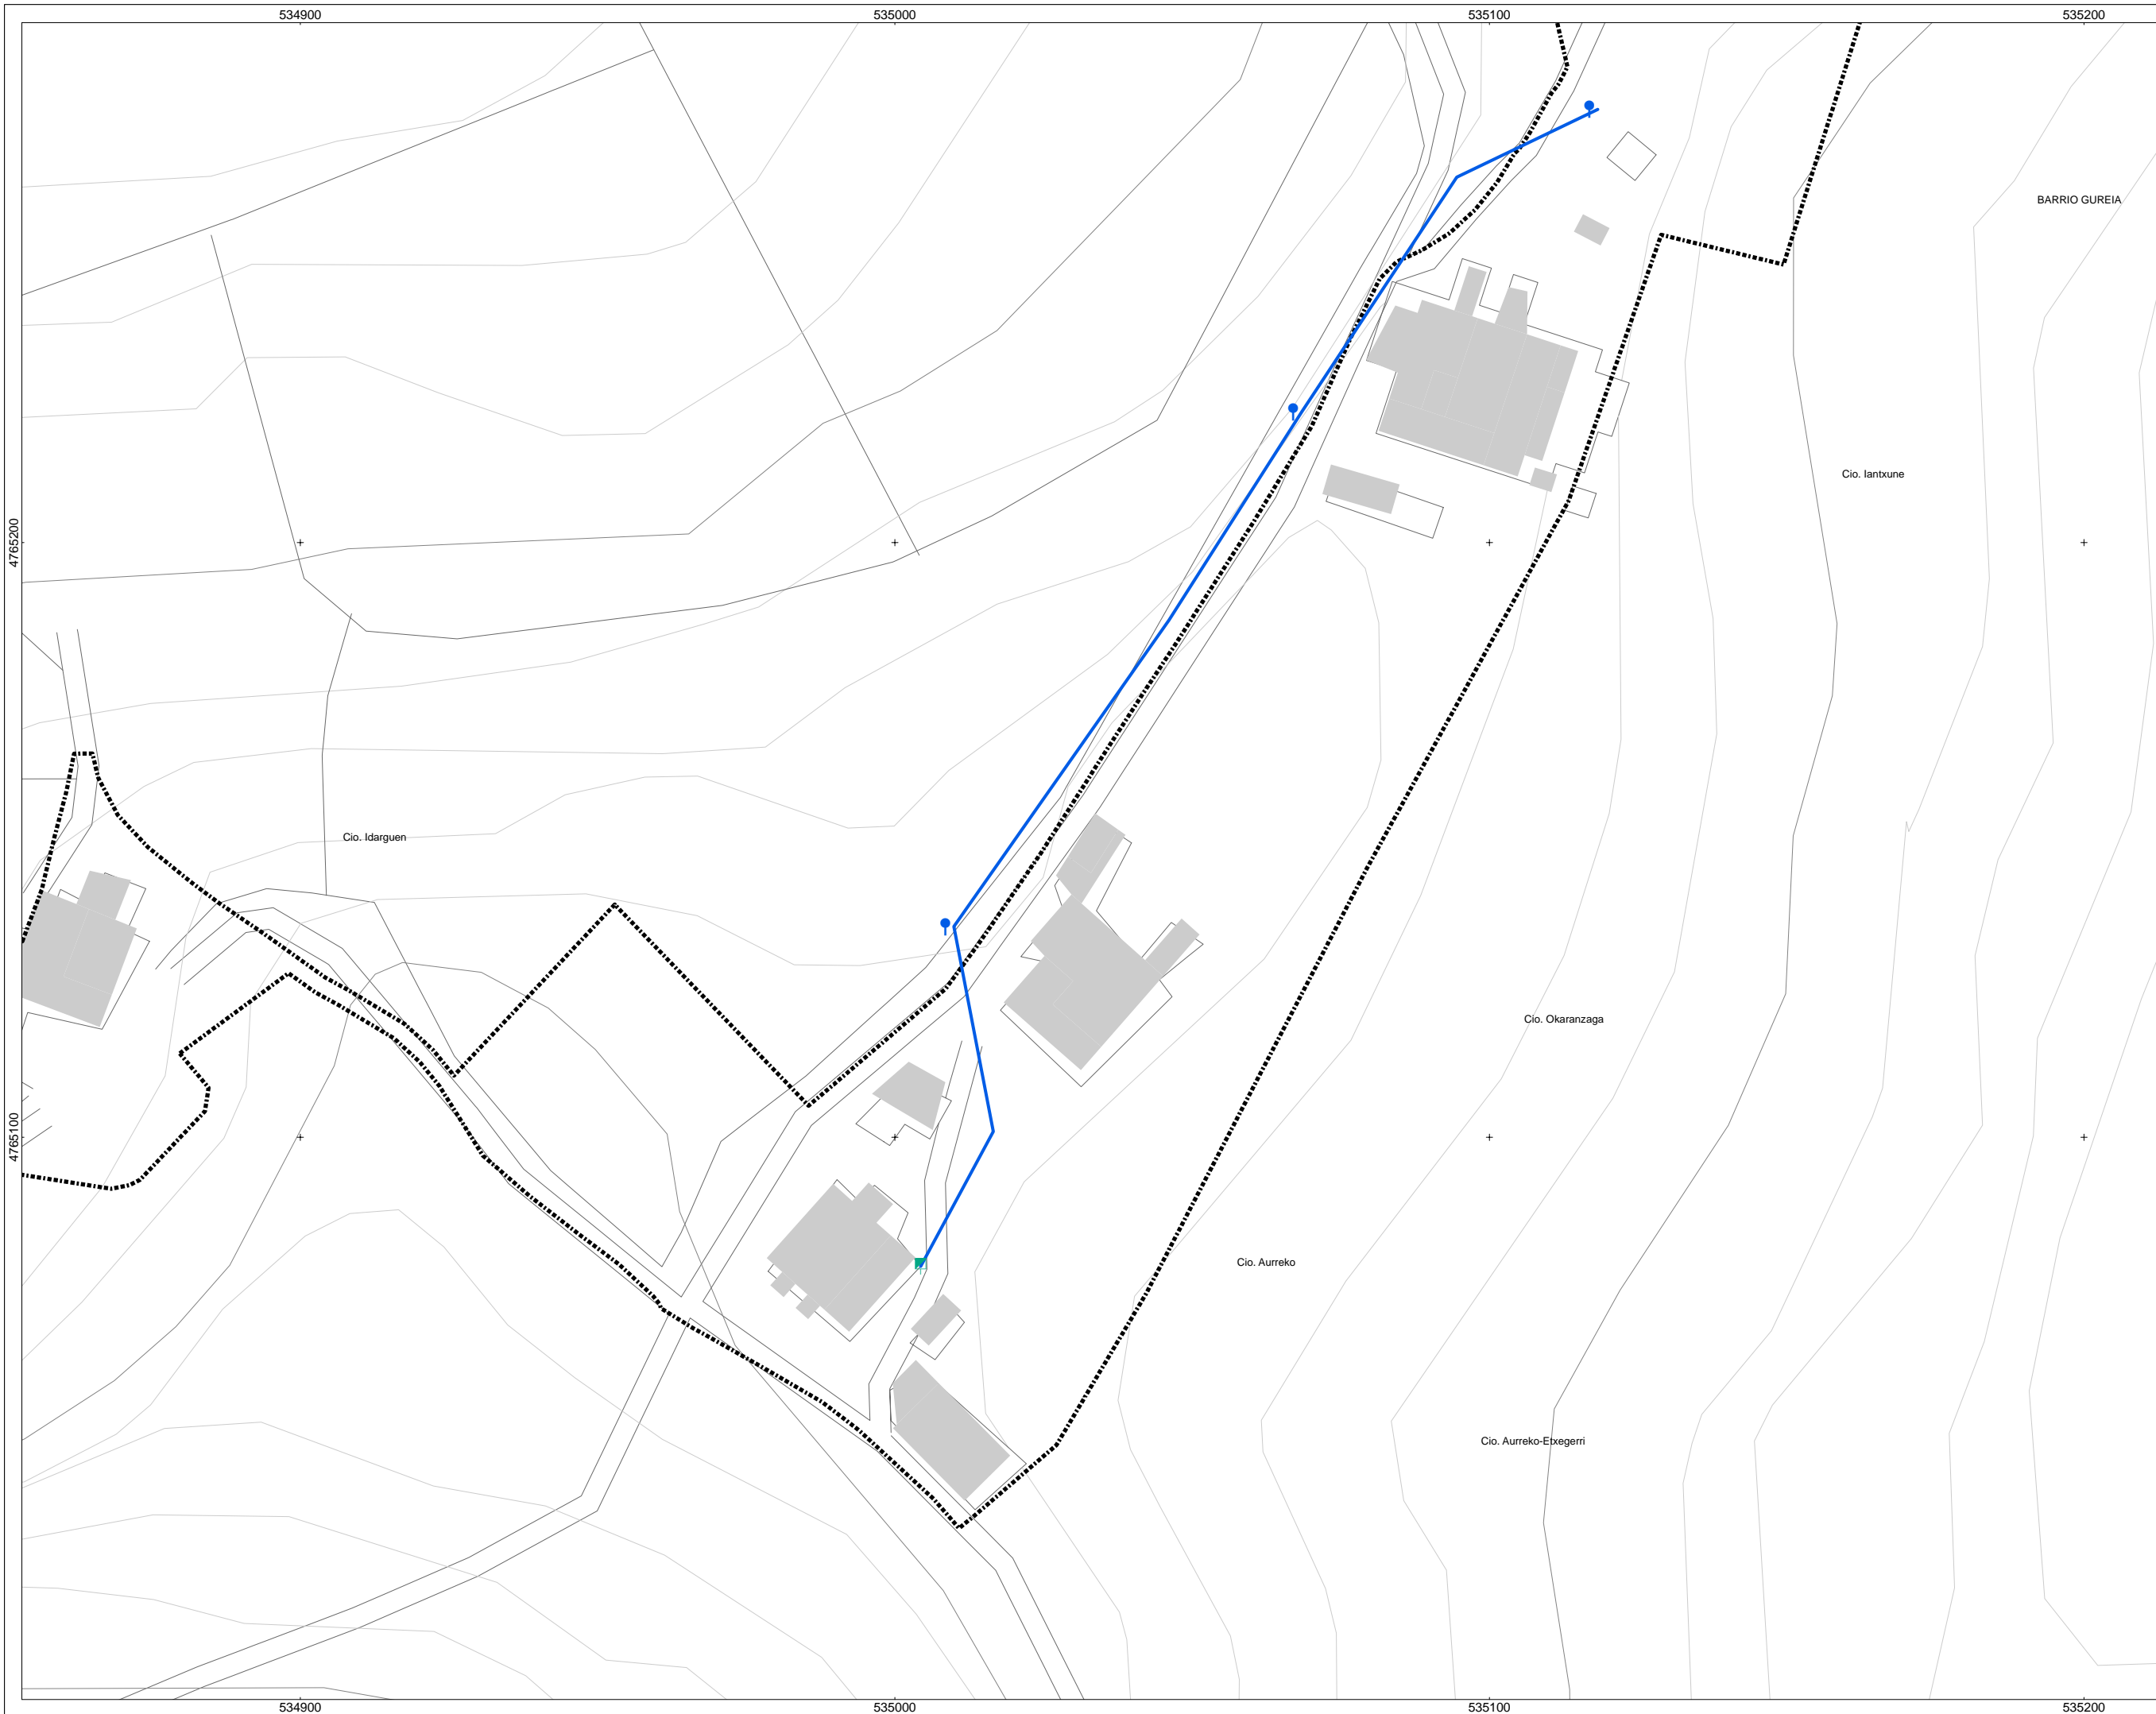 534900
535000
535100
535200
BARRIO GUREIA
Cio. Iantxune
4765200
Cio. Idarguen
Cio. Okaranzaga
4765100
Cio. Aurreko
Cio. Aurreko-Etxegerri
534900
535000
535100
535200